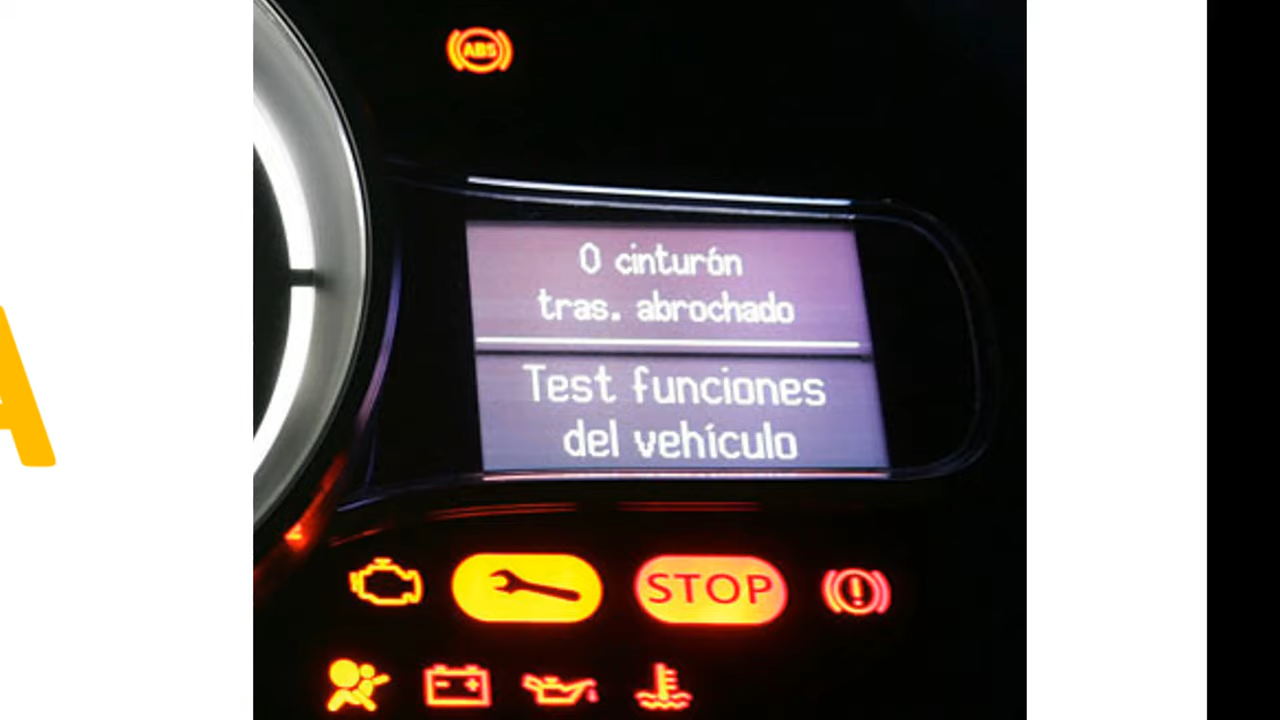 ABS
0 cinturón
tras. abrochado
Test funciones
del vehículo
STOP
A